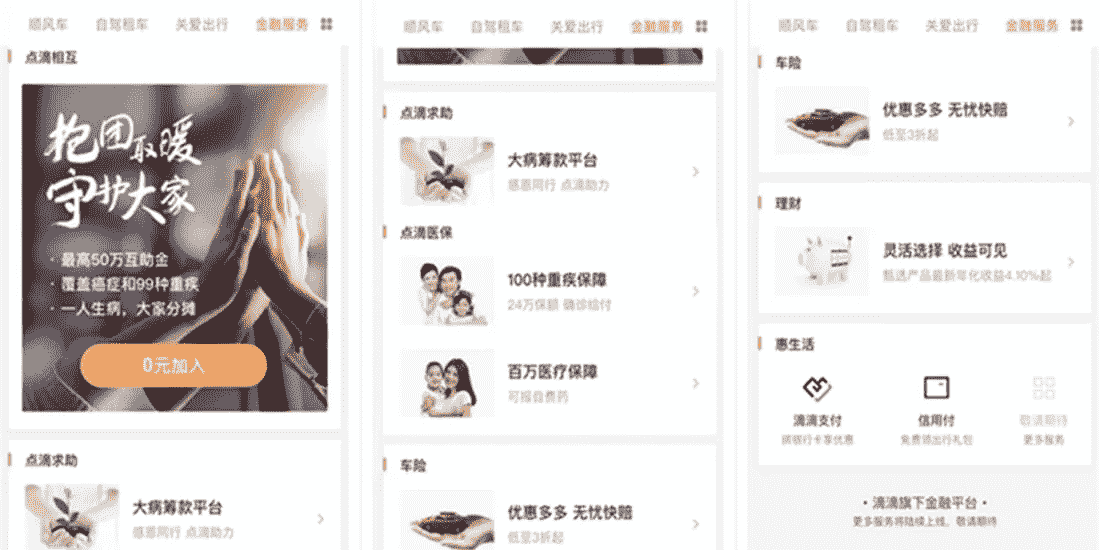 顺风车 自驾租车 关爱出行 金融服务
点滴相互
抱团取暖
守护大家
· 最高50万互助金
· 覆盖癌症和99种重疾
· 一人生病，大家分摊
0元加入
点滴求助
大病筹款平台
感恩同行 点滴助力
顺风车 自驾租车 关爱出行 金融服务
点滴求助
大病筹款平台
感恩同行 点滴助力
点滴医保
100种重疾保障
24万保额 确诊给付
百万医疗保障
可报自费药
车险
优惠多多 无忧快赔
低至3折起
顺风车 自驾租车 关爱出行 金融服务
车险
优惠多多 无忧快赔
低至3折起
理财
灵活选择 收益可见
甄选产品最新年化收益4.10%起
惠生活
滴滴支付 信用付 敬请期待
绑银行卡享优惠 免费领出行礼包 更多服务
· 滴滴旗下金融平台 ·
更多服务将陆续上线，敬请期待